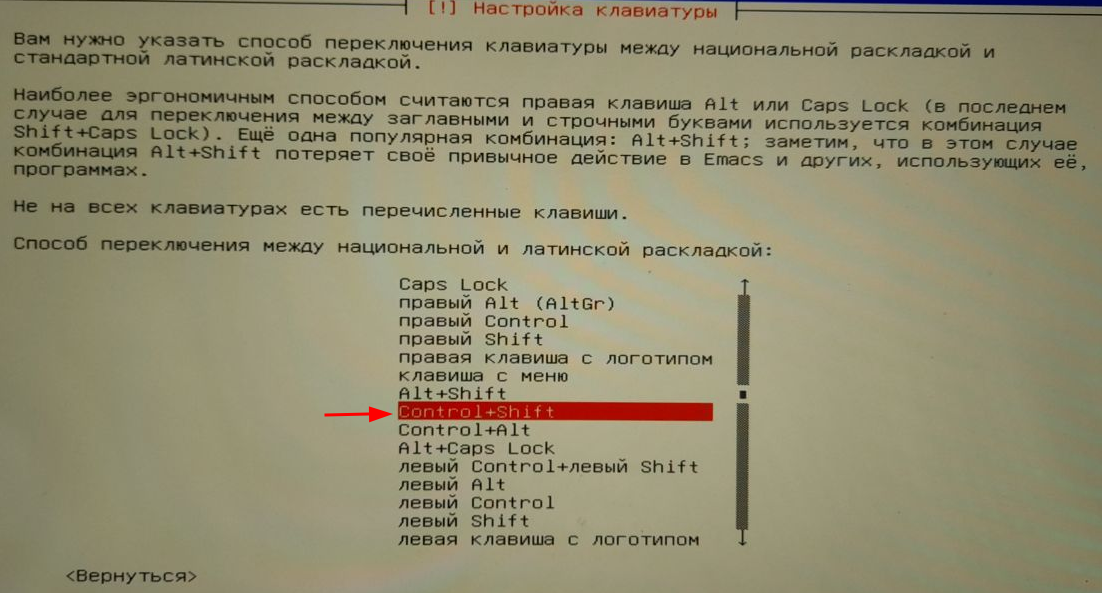 [!] Настройка клавиатуры
Вам нужно указать способ переключения клавиатуры между национальной раскладкой и
стандартной латинской раскладкой.
Наиболее эргономичным способом считаются правая клавиша Alt или Caps Lock (в последнем
случае для переключения между заглавными и строчными буквами используется комбинация
Shift+Caps Lock). Ещё одна популярная комбинация: Alt+Shift; заметим, что в этом случае
комбинация Alt+Shift потеряет своё привычное действие в Emacs и других, использующих её,
программах.
Не на всех клавиатурах есть перечисленные клавиши.
Способ переключения между национальной и латинской раскладкой:
Caps Lock
правый Alt (AltGr)
правый Control
правый Shift
правая клавиша с логотипом
клавиша с меню
Alt+Shift
Control+Shift
Control+Alt
Alt+Caps Lock
левый Control+левый Shift
левый Alt
левый Control
левый Shift
левая клавиша с логотипом
<Вернуться>